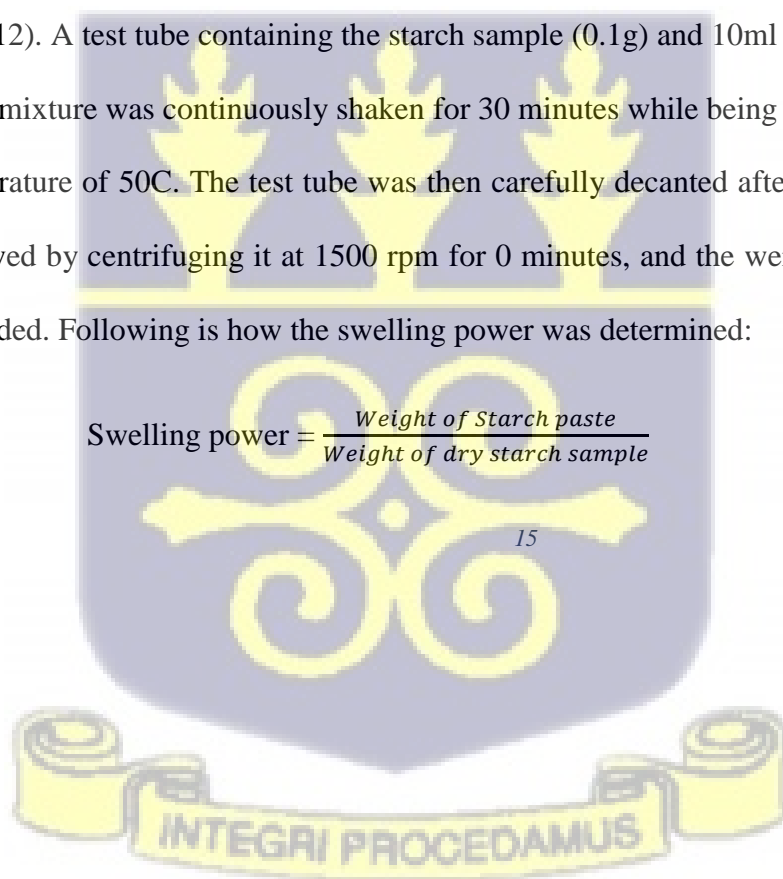 12). A test tube containing the starch sample (0.1g) and 10ml
mixture was continuously shaken for 30 minutes while being
rature of 50C. The test tube was then carefully decanted afte
ved by centrifuging it at 1500 rpm for 0 minutes, and the we
ded. Following is how the swelling power was determined:
Swelling power = Weight of Starch paste
Weight of dry starch sample
15
INTEGRI PROCEDAMUS